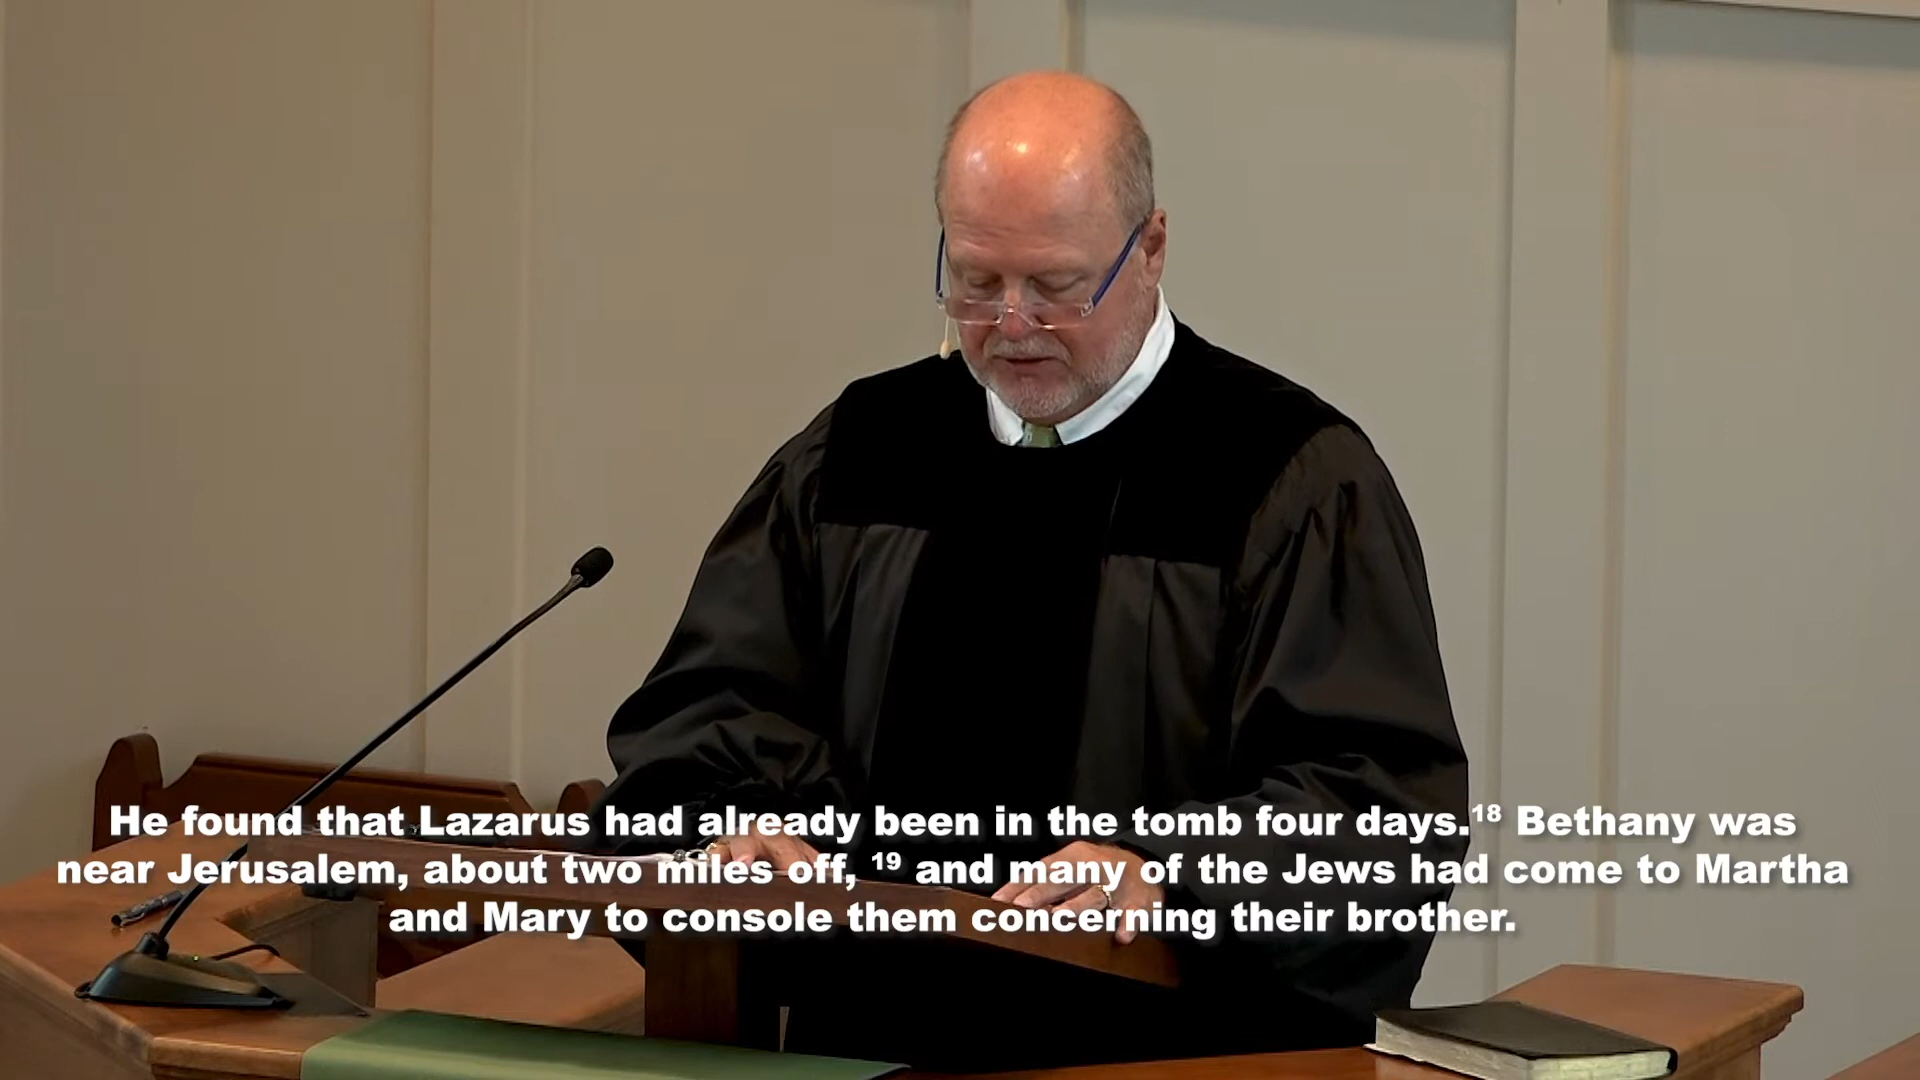 He found that Lazarus had already been in the tomb four days.¹⁸ Bethany was
near Jerusalem, about two miles off, ¹⁹ and many of the Jews had come to Martha
and Mary to console them concerning their brother.